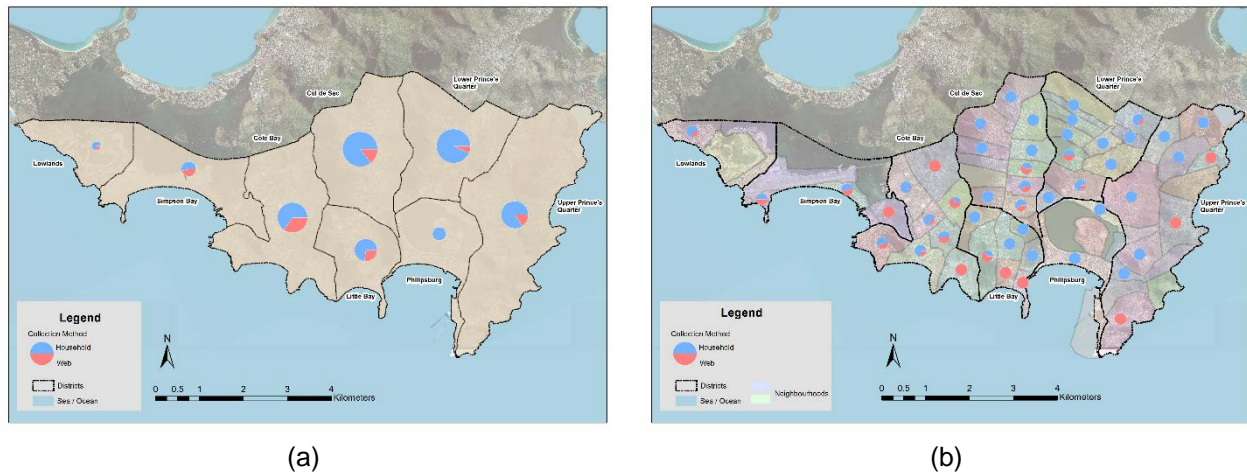 Lower Prince's
Quarter
Cul de Sac
Cole Bay
Lowlands
Simpson Bay
Upper Prince's
Quarter
Philipsburg
Little Bay
Legend
Collection Method
Household
Web
Districts
Sea / Ocean
N
0 0.5 1 2 3 4
Kilometers
(a)
Lower Prince's
Quarter
Cul de Sac
Cole Bay
Lowlands
Simpson Bay
Upper Prince's
Quarter
Philipsburg
Little Bay
Legend
Collection Method
Household
Web
Districts
Sea / Ocean
Neighbourhoods
N
0 0.5 1 2 3 4
Kilometers
(b)